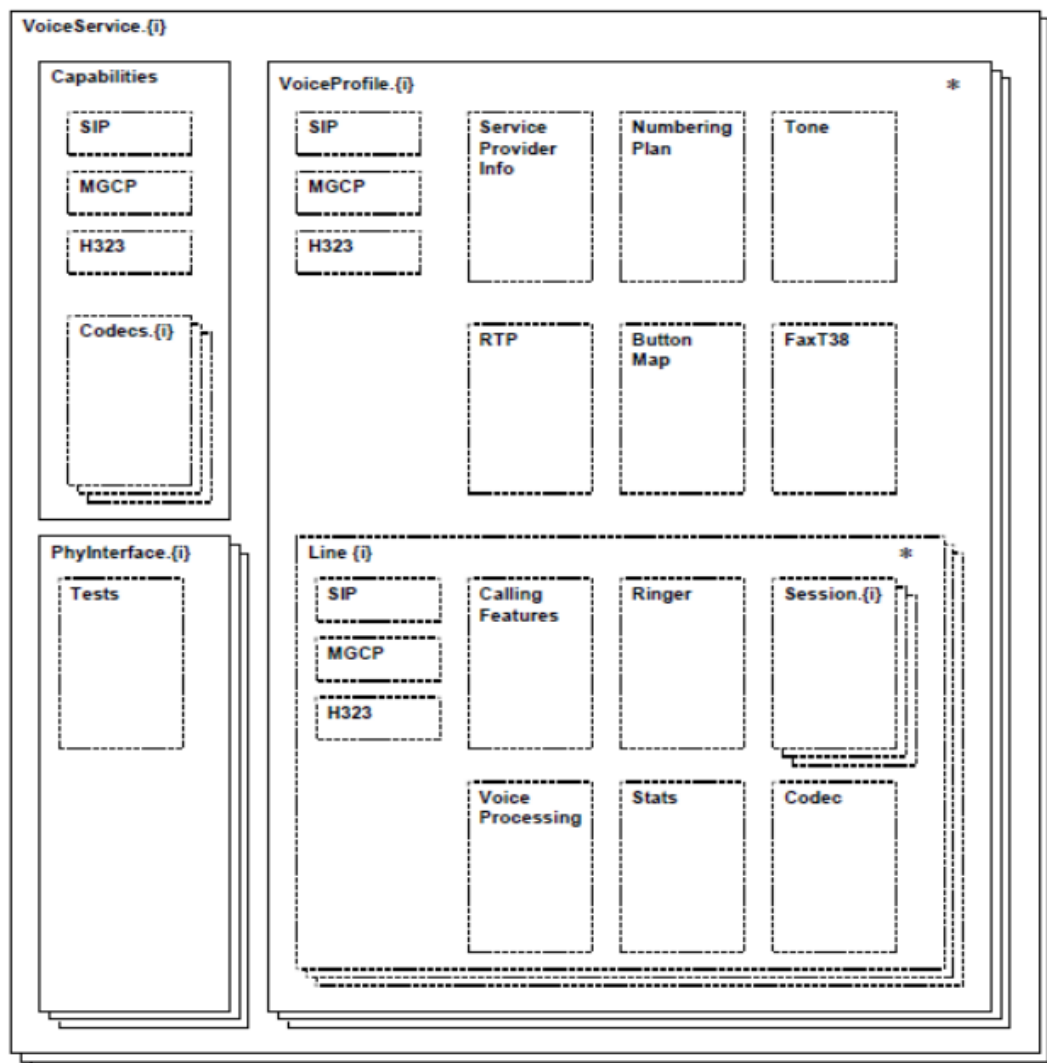 VoiceService.{i}
Capabilities
SIP
MGCP
H323
Codecs.{i}
PhyInterface.{i}
Tests
VoiceProfile.{i}
*
SIP
MGCP
H323
Service
Provider
Info
Numbering
Plan
Tone
RTP
Button
Map
FaxT38
Line {i}
*
SIP
MGCP
H323
Calling
Features
Ringer
Session.{i}
Voice
Processing
Stats
Codec